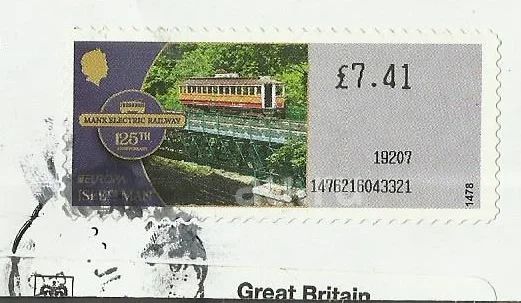 £7.41
MANX ELECTRIC RAILWAY
125TH
ANNIVERSARY
19207
1476216043321
1478
EUROPA
ISLE OF MAN
Great Britain